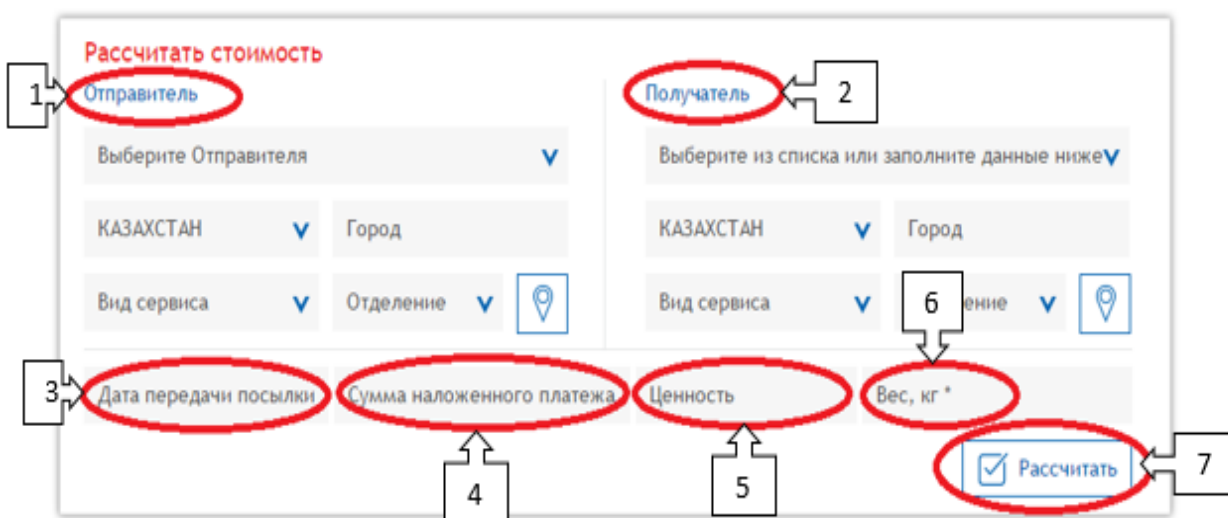 Рассчитать стоимость
1 Отправитель
Получатель 2
Выберите Отправителя
Выберите из списка или заполните данные ниже
КАЗАХСТАН Город
КАЗАХСТАН Город
Вид сервиса Отделение
Вид сервиса 6 ение
3 Дата передачи посылки Сумма наложенного платежа Ценность Вес, кг *
4 5 Рассчитать 7